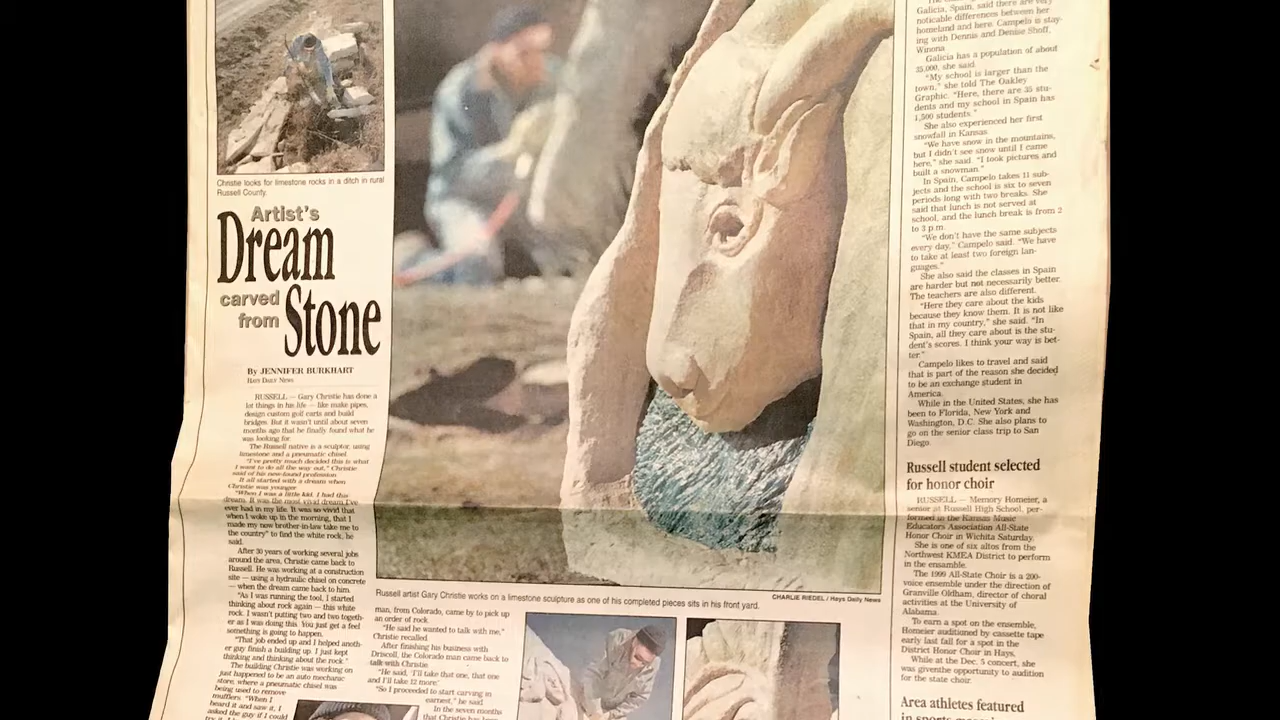 Christie looks for limestone rocks in a ditch in rural
Russell County.
Artist's
Dream
carved
from Stone
By JENNIFER BURKHART
HAYS DAILY NEWS
RUSSELL — Gary Christie has done a
lot things in his life — like make pipes,
design custom golf carts and build
bridges. But it wasn't until about seven
months ago that he finally found what he
was looking for.
The Russell native is a sculptor, using
limestone and a pneumatic chisel.
"I've pretty much decided this is what
I want to do all the way out," Christie
said of his new-found profession.
It all started with a dream when
Christie was younger.
"When I was a little kid, I had this
dream. It was the most vivid dream I've
ever had in my life. It was so vivid that
when I woke up in the morning, that I
made my now brother-in-law take me to
the country" to find the white rock, he
said.
After 30 years of working several jobs
around the area, Christie came back to
Russell. He was working at a construction
site — using a hydraulic chisel on concrete
— when the dream came back to him.
"As I was running the tool, I started
thinking about rock again — this white
rock. I wasn't putting two and two togeth-
er as I was doing this. You just get a feel
something is going to happen.
"That job ended up and I helped anoth-
er guy finish a building up. I just kept
thinking and thinking about the rock."
The building Christie was working on
just happened to be an auto mechanic
store, where a pneumatic chisel was
being used to remove
mufflers. "When I
heard it and saw it, I
asked the guy if I could
Russell artist Gary Christie works on a limestone sculpture as one of his completed pieces sits in his front yard.
CHARLIE RIEDEL / Hays Daily News
man, from Colorado, came by to pick up
an order of rock.
"He said he wanted to talk with me,"
Christie recalled.
After finishing his business with
Driscoll, the Colorado man came back to
talk with Christie.
"He said, 'I'll take that one, that one
and I'll take 12 more.'
"So I proceeded to start carving in
earnest," he said.
In the seven months
that Christie has been
Galicia, Spain, said there are very
noticable differences between her
homeland and here. Campelo is stay-
ing with Dennis and Denise Shoff,
Winona.
Galicia has a population of about
35,000, she said.
"My school is larger than the
town," she told The Oakley
Graphic. "Here, there are 35 stu-
dents and my school in Spain has
1,500 students."
She also experienced her first
snowfall in Kansas.
"We have snow in the mountains,
but I didn't see snow until I came
here," she said. "I took pictures and
built a snowman."
In Spain, Campelo takes 11 sub-
jects and the school is six to seven
periods long with two breaks. She
said that lunch is not served at
school, and the lunch break is from 2
to 3 p.m.
"We don't have the same subjects
every day," Campelo said. "We have
to take at least two foreign lan-
guages."
She also said the classes in Spain
are harder but not necessarily better.
The teachers are also different.
"Here they care about the kids
because they know them. It is not like
that in my country," she said. "In
Spain, all they care about is the stu-
dent's scores. I think your way is bet-
ter."
Campelo likes to travel and said
that is part of the reason she decided
to be an exchange student in
America.
While in the United States, she has
been to Florida, New York and
Washington, D.C. She also plans to
go on the senior class trip to San
Diego.
Russell student selected
for honor choir
RUSSELL — Memory Homeier, a
senior at Russell High School, per-
formed in the Kansas Music
Educators Association All-State
Honor Choir in Wichita Saturday.
She is one of six altos from the
Northwest KMEA District to perform
in the ensamble.
The 1999 All-State Choir is a 200-
voice ensemble under the direction of
Granville Oldham, director of choral
activities at the University of
Alabama.
To earn a spot on the ensemble,
Homeier auditioned by cassette tape
early last fall for a spot in the
District Honor Choir in Hays.
While at the Dec. 5 concert, she
was giventhe opportunity to audition
for the state choir.
Area athletes featured